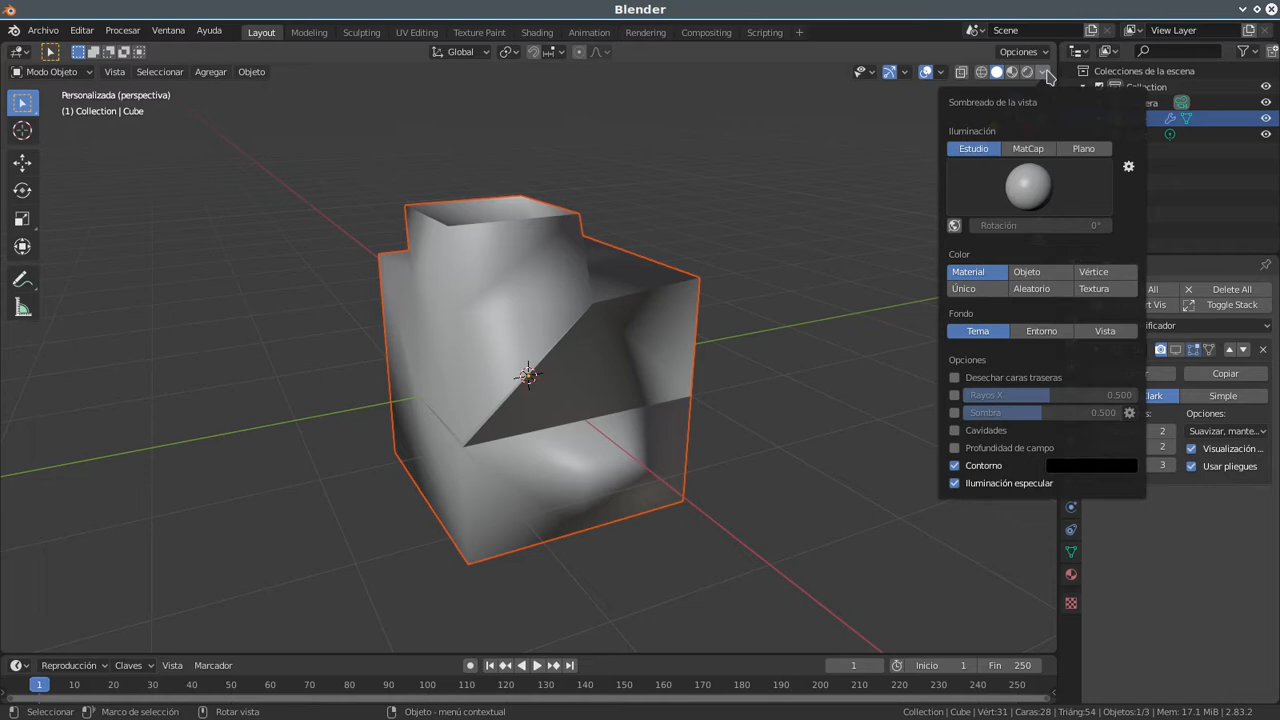 Blender
Archivo Editar Procesar Ventana Ayuda Layout Modeling Sculpting UV Editing Texture Paint Shading Animation Rendering Compositing Scripting + Scene View Layer
Global Opciones
Modo Objeto Vista Seleccionar Agregar Objeto Colecciones de la escena
Personalizada (perspectiva)
(1) Collection | Cube
Collection
Sombreado de la vista
Iluminación
Estudio MatCap Plano
Rotación 0°
Color
Material Objeto Vértice
Único Aleatorio Textura
All Delete All
Vis Toggle Stack
Fondo
Tema Entorno Vista
Opciones
Desechar caras traseras
Copiar
Rayos X 0.500
Simple
Sombra 0.500
Opciones:
Cavidades
2 Suavizar, mante...
Profundidad de campo
2 Visualización ...
Contorno
3 Usar pliegues
Iluminación especular
Reproducción Claves Vista Marcador 1 Inicio 1 Fin 250
1 10 20 30 40 50 60 70 80 90 100 110 120 130 140 150 160 170 180 190 200 210 220 230 240 250
Seleccionar Marco de selección Rotar vista Objeto - menú contextual Collection | Cube | Vért:31 | Caras:28 | Triáng:54 | Objetos:1/3 | Mem: 17.1 MiB | 2.83.2